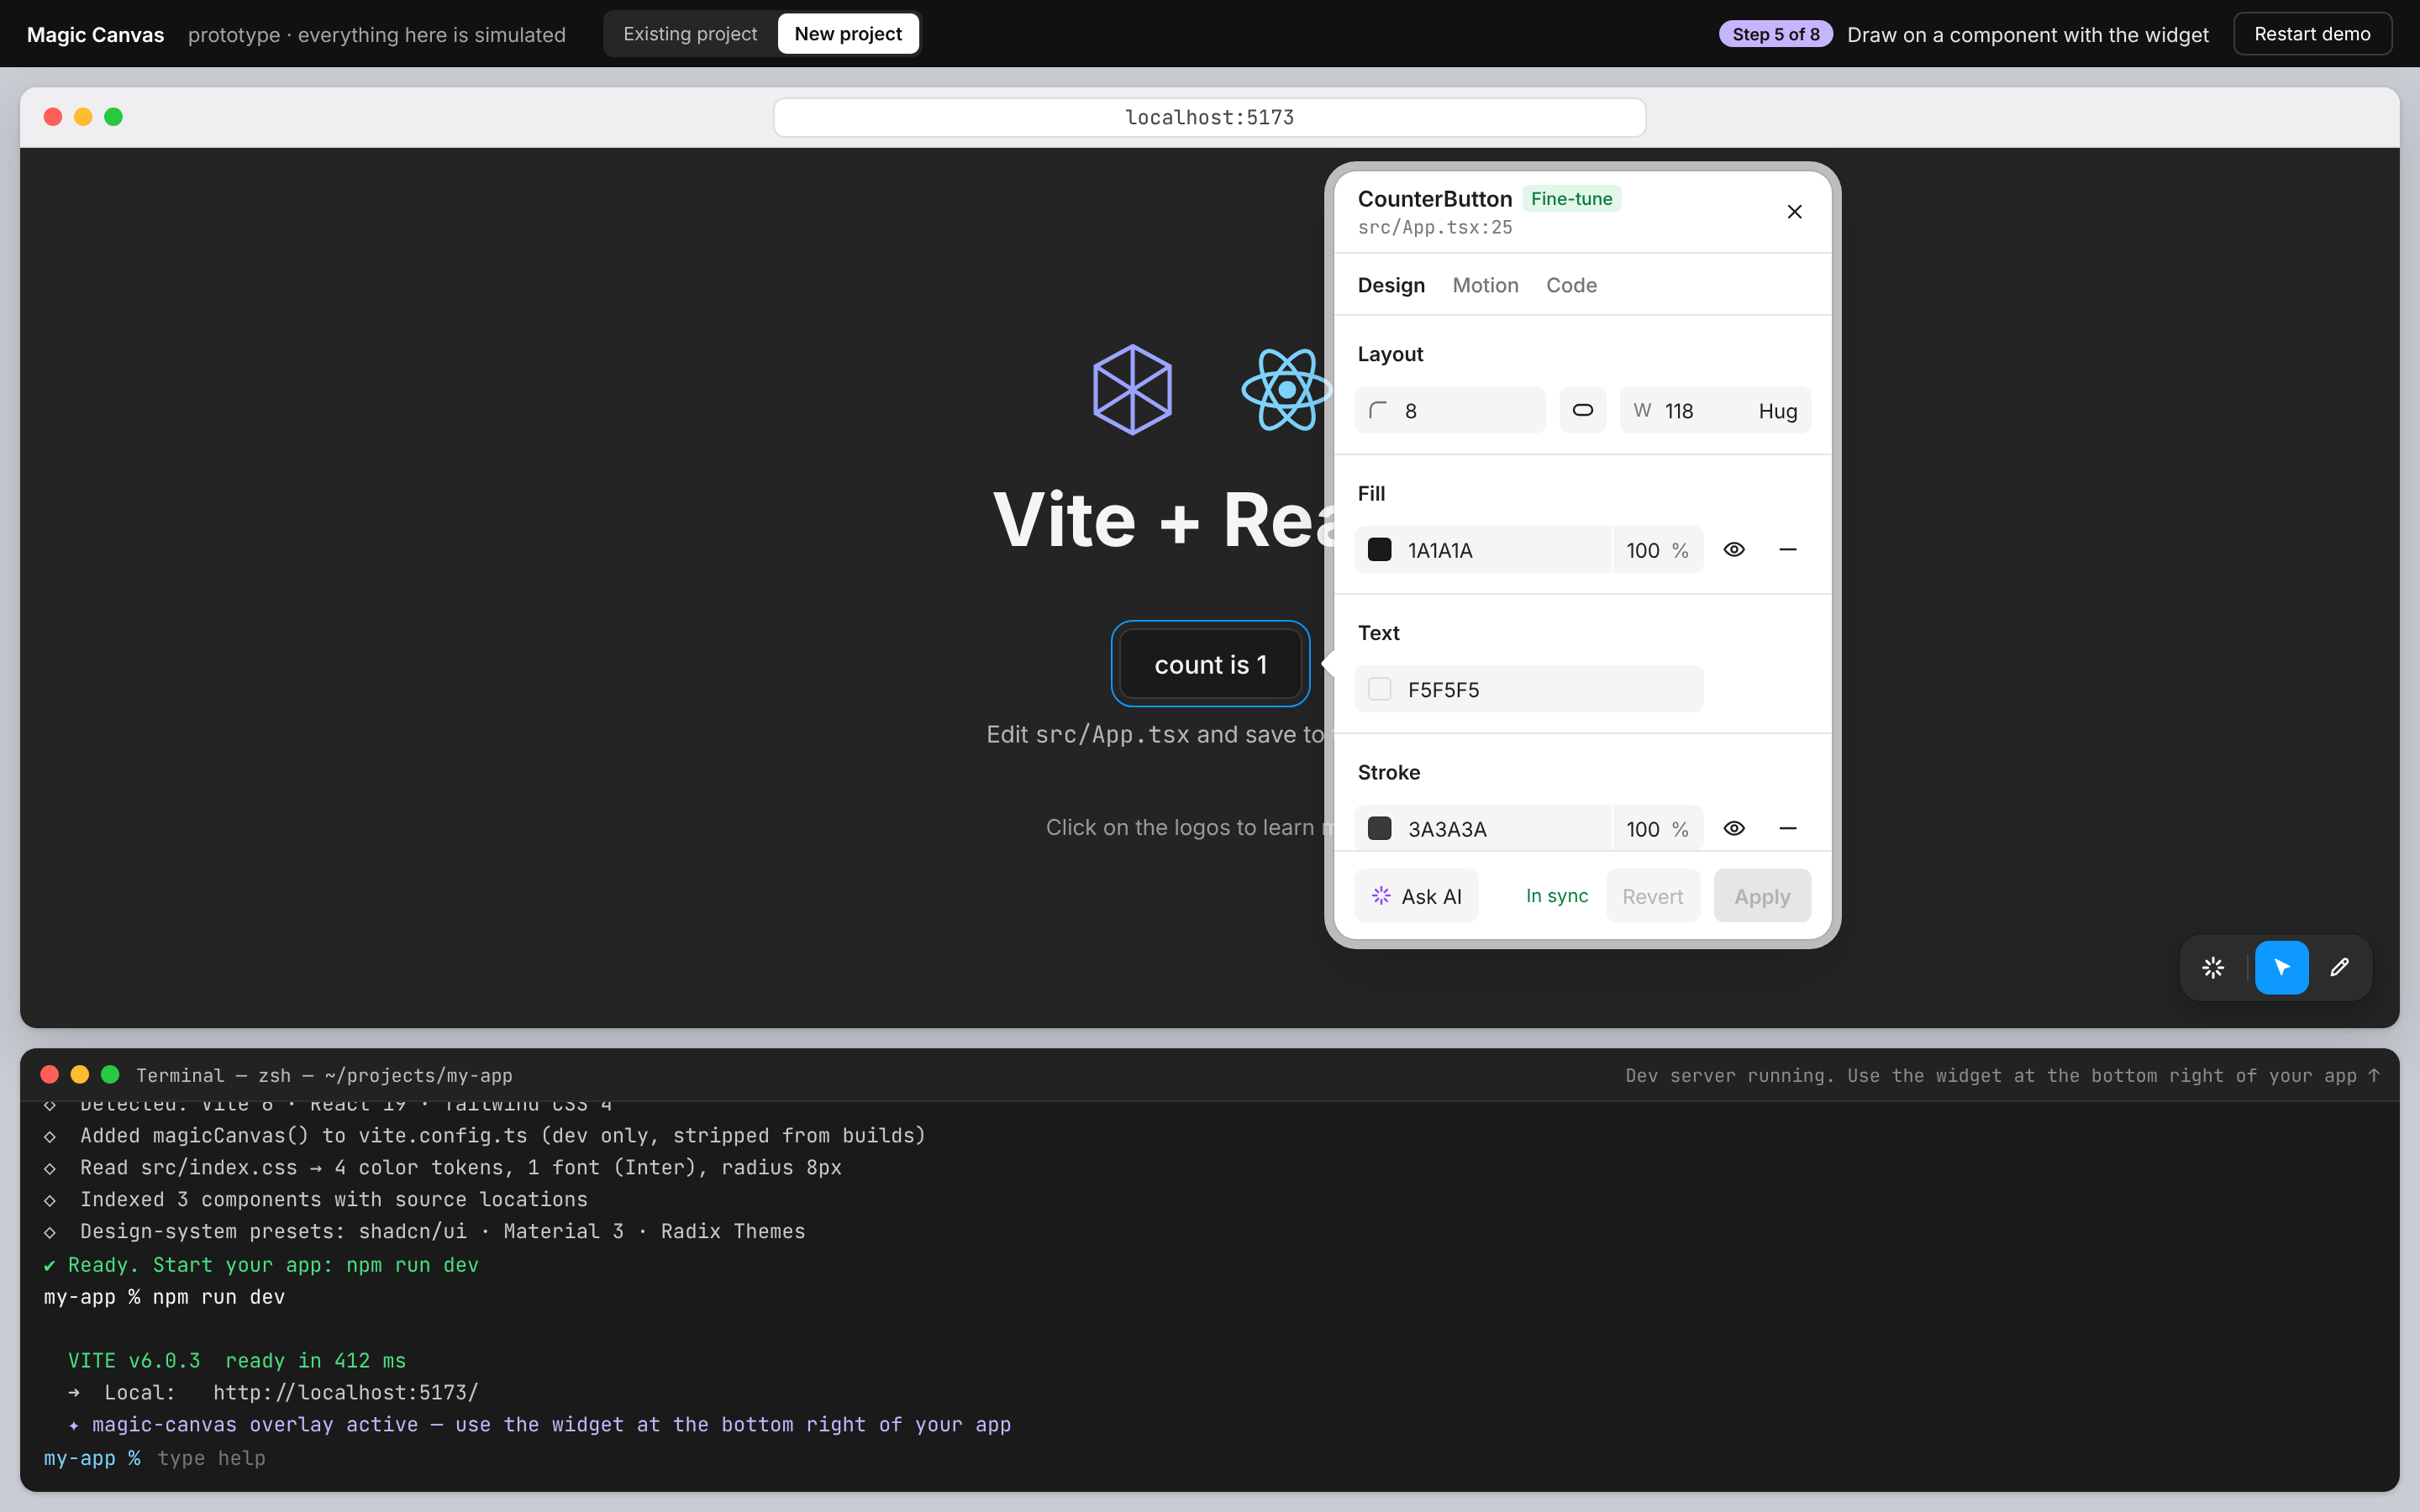 Magic Canvas prototype · everything here is simulated Existing project New project Step 5 of 8 Draw on a component with the widget Restart demo
localhost:5173
CounterButton Fine-tune
src/App.tsx:25
Design Motion Code
Layout
8 W 118 Hug
Fill
1A1A1A 100 %
Text
F5F5F5
Stroke
3A3A3A 100 %
Ask AI In sync Revert Apply
Vite + Rea
count is 1
Edit src/App.tsx and save to
Click on the logos to learn
Terminal — zsh — ~/projects/my-app Dev server running. Use the widget at the bottom right of your app ↑
◇ Detected: Vite 6 · React 19 · Tailwind CSS 4
◇ Added magicCanvas() to vite.config.ts (dev only, stripped from builds)
◇ Read src/index.css → 4 color tokens, 1 font (Inter), radius 8px
◇ Indexed 3 components with source locations
◇ Design-system presets: shadcn/ui · Material 3 · Radix Themes
✔ Ready. Start your app: npm run dev
my-app % npm run dev
VITE v6.0.3 ready in 412 ms
➜ Local: http://localhost:5173/
✦ magic-canvas overlay active — use the widget at the bottom right of your app
my-app % type help